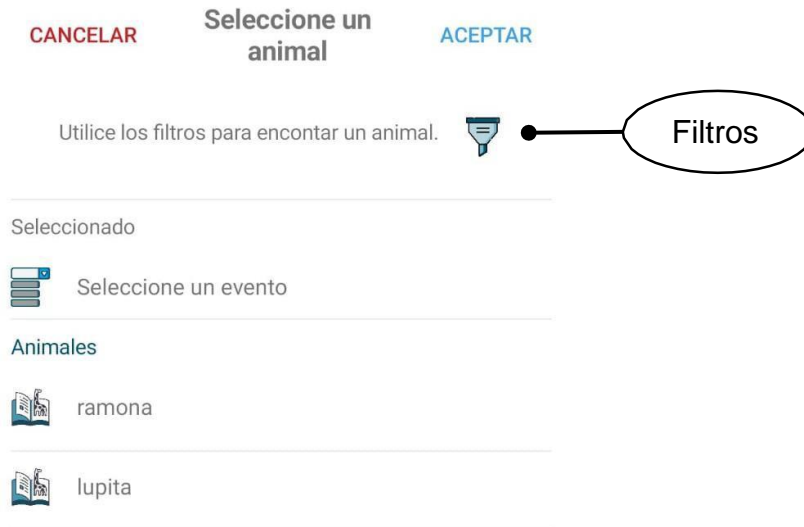 CANCELAR
Seleccione un
animal
ACEPTAR
Utilice los filtros para encontar un animal.
Filtros
Seleccionado
Seleccione un evento
Animales
ramona
lupita